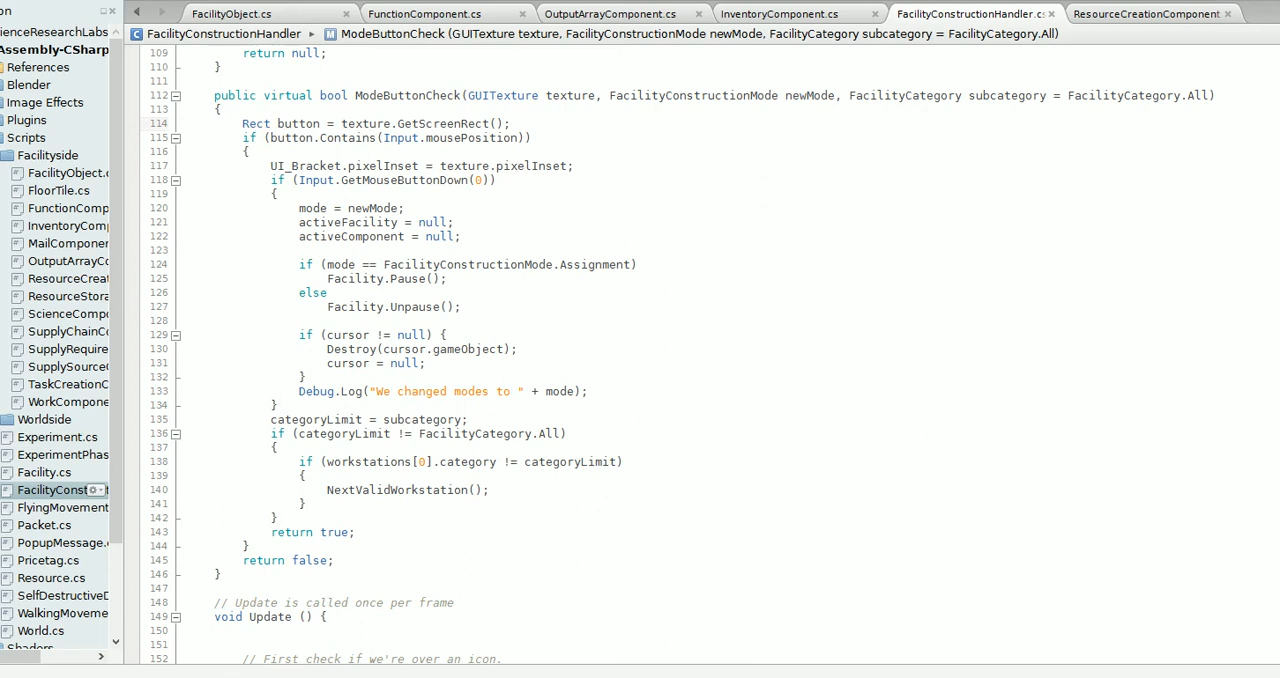 on
FacilityObject.cs
FunctionComponent.cs
OutputArrayComponent.cs
InventoryComponent.cs
FacilityConstructionHandler.cs
ResourceCreationComponent
FacilityConstructionHandler
ModeButtonCheck (GUITexture texture, FacilityConstructionMode newMode, FacilityCategory subcategory = FacilityCategory.All)
ienceResearchLabs
Assembly-CSharp
References
Blender
Image Effects
Plugins
Scripts
Facilityside
FacilityObject.c
FloorTile.cs
FunctionComp
InventoryComp
MailComponer
OutputArrayCo
ResourceCreat
ResourceStora
ScienceCompo
SupplyChainCo
SupplyRequire
SupplySource
TaskCreationC
WorkCompone
Worldside
Experiment.cs
ExperimentPhas
Facility.cs
FacilityConst
FlyingMovement
Packet.cs
PopupMessage.
Pricetag.cs
Resource.cs
SelfDestructiveD
WalkingMoveme
World.cs
Shaders
109 return null;
110 }
111
112 public virtual bool ModeButtonCheck(GUITexture texture, FacilityConstructionMode newMode, FacilityCategory subcategory = FacilityCategory.All)
113 {
114 Rect button = texture.GetScreenRect();
115 if (button.Contains(Input.mousePosition))
116 {
117 UI_Bracket.pixelInset = texture.pixelInset;
118 if (Input.GetMouseButtonDown(0))
119 {
120 mode = newMode;
121 activeFacility = null;
122 activeComponent = null;
123
124 if (mode == FacilityConstructionMode.Assignment)
125 Facility.Pause();
126 else
127 Facility.Unpause();
128
129 if (cursor != null) {
130 Destroy(cursor.gameObject);
131 cursor = null;
132 }
133 Debug.Log("We changed modes to " + mode);
134 }
135 categoryLimit = subcategory;
136 if (categoryLimit != FacilityCategory.All)
137 {
138 if (workstations[0].category != categoryLimit)
139 {
140 NextValidWorkstation();
141 }
142 }
143 return true;
144 }
145 return false;
146 }
147
148 // Update is called once per frame
149 void Update () {
150
151
152 // First check if we're over an icon.